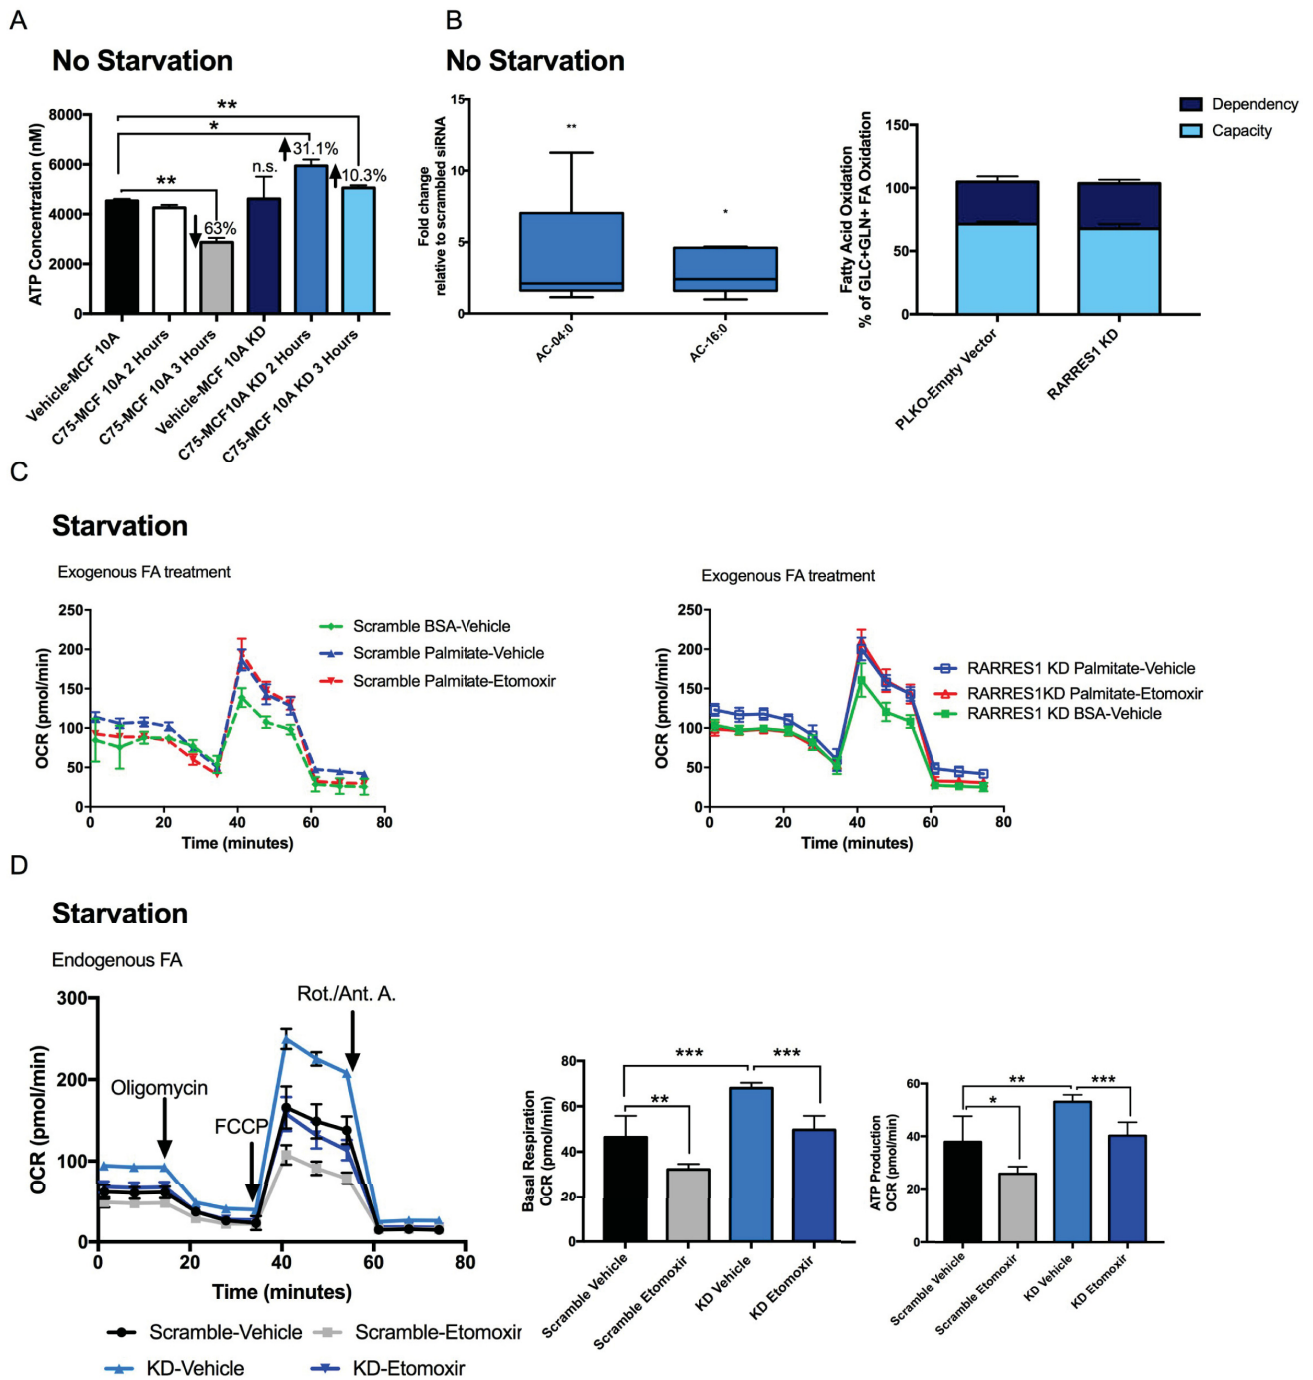 A
No Starvation
ATP Concentration (nM)
8000
6000
4000
2000
0
**
*
**
63%
n.s.
31.1%
10.3%
Vehicle-MCF 10A
C75-MCF 10A 2 Hours
C75-MCF 10A 3 Hours
Vehicle-MCF 10A KD
C75-MCF10A KD 2 Hours
C75-MCF 10A KD 3 Hours
B
No Starvation
Fold change
relative to scrambled siRNA
15
10
5
0
**
*
AC-04:0
AC-16:0
Fatty Acid Oxidation
% of GLC+GLN+ FA Oxidation
150
100
50
0
PLKO-Empty Vector
RARRES1 KD
Dependency
Capacity
C
Starvation
Exogenous FA treatment
OCR (pmol/min)
250
200
150
100
50
0
0 20 40 60 80
Time (minutes)
Scramble BSA-Vehicle
Scramble Palmitate-Vehicle
Scramble Palmitate-Etomoxir
Exogenous FA treatment
OCR (pmol/min)
250
200
150
100
50
0
0 20 40 60 80
Time (minutes)
RARRES1 KD Palmitate-Vehicle
RARRES1KD Palmitate-Etomoxir
RARRES1 KD BSA-Vehicle
D
Starvation
Endogenous FA
OCR (pmol/min)
300
200
100
0
Oligomycin
FCCP
Rot./Ant. A.
0 20 40 60 80
Time (minutes)
Scramble-Vehicle
Scramble-Etomoxir
KD-Vehicle
KD-Etomoxir
Basal Respiration
OCR (pmol/min)
80
60
40
20
0
***
***
**
Scramble Vehicle
Scramble Etomoxir
KD Vehicle
KD Etomoxir
ATP Production
OCR (pmol/min)
60
40
20
0
**
***
*
Scramble Vehicle
Scramble Etomoxir
KD Vehicle
KD Etomoxir